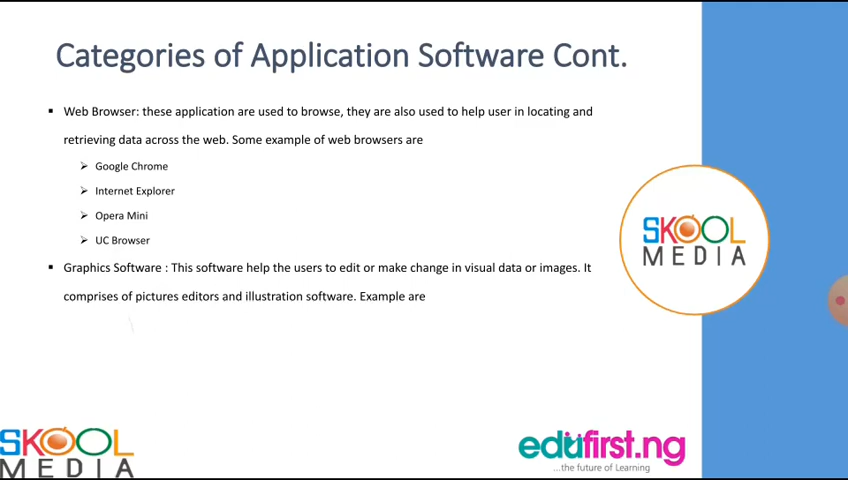 Categories of Application Software Cont.
▪ Web Browser: these application are used to browse, they are also used to help user in locating and
retrieving data across the web. Some example of web browsers are
➢ Google Chrome
➢ Internet Explorer
➢ Opera Mini
➢ UC Browser
▪ Graphics Software : This software help the users to edit or make change in visual data or images. It
comprises of pictures editors and illustration software. Example are
SKOOL
MEDIA
SKOOL
MEDIA
edufirst.ng
...the future of Learning